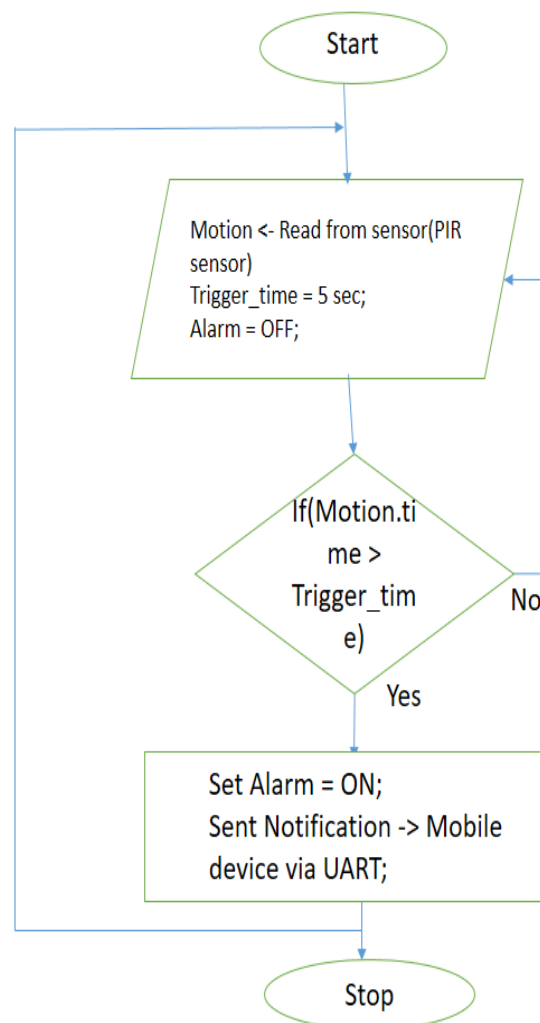 Start
Motion <- Read from sensor(PIR
sensor)
Trigger_time = 5 sec;
Alarm = OFF;
If(Motion.ti
me >
Trigger_tim
e)
No
Yes
Set Alarm = ON;
Sent Notification -> Mobile
device via UART;
Stop